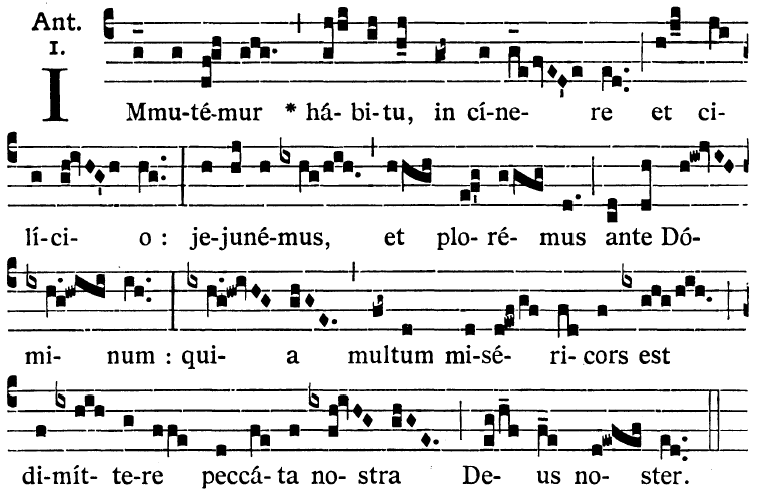 Ant.
1.
IMmu-té-mur * há- bi-tu, in cí-ne- re et ci-
lí-ci- o : je-juné-mus, et plo- ré- mus ante Dó-
mi- num : qui- a multum mi-sé- ri- cors est
di-mít- te-re peccá-ta no- stra De- us no- ster.